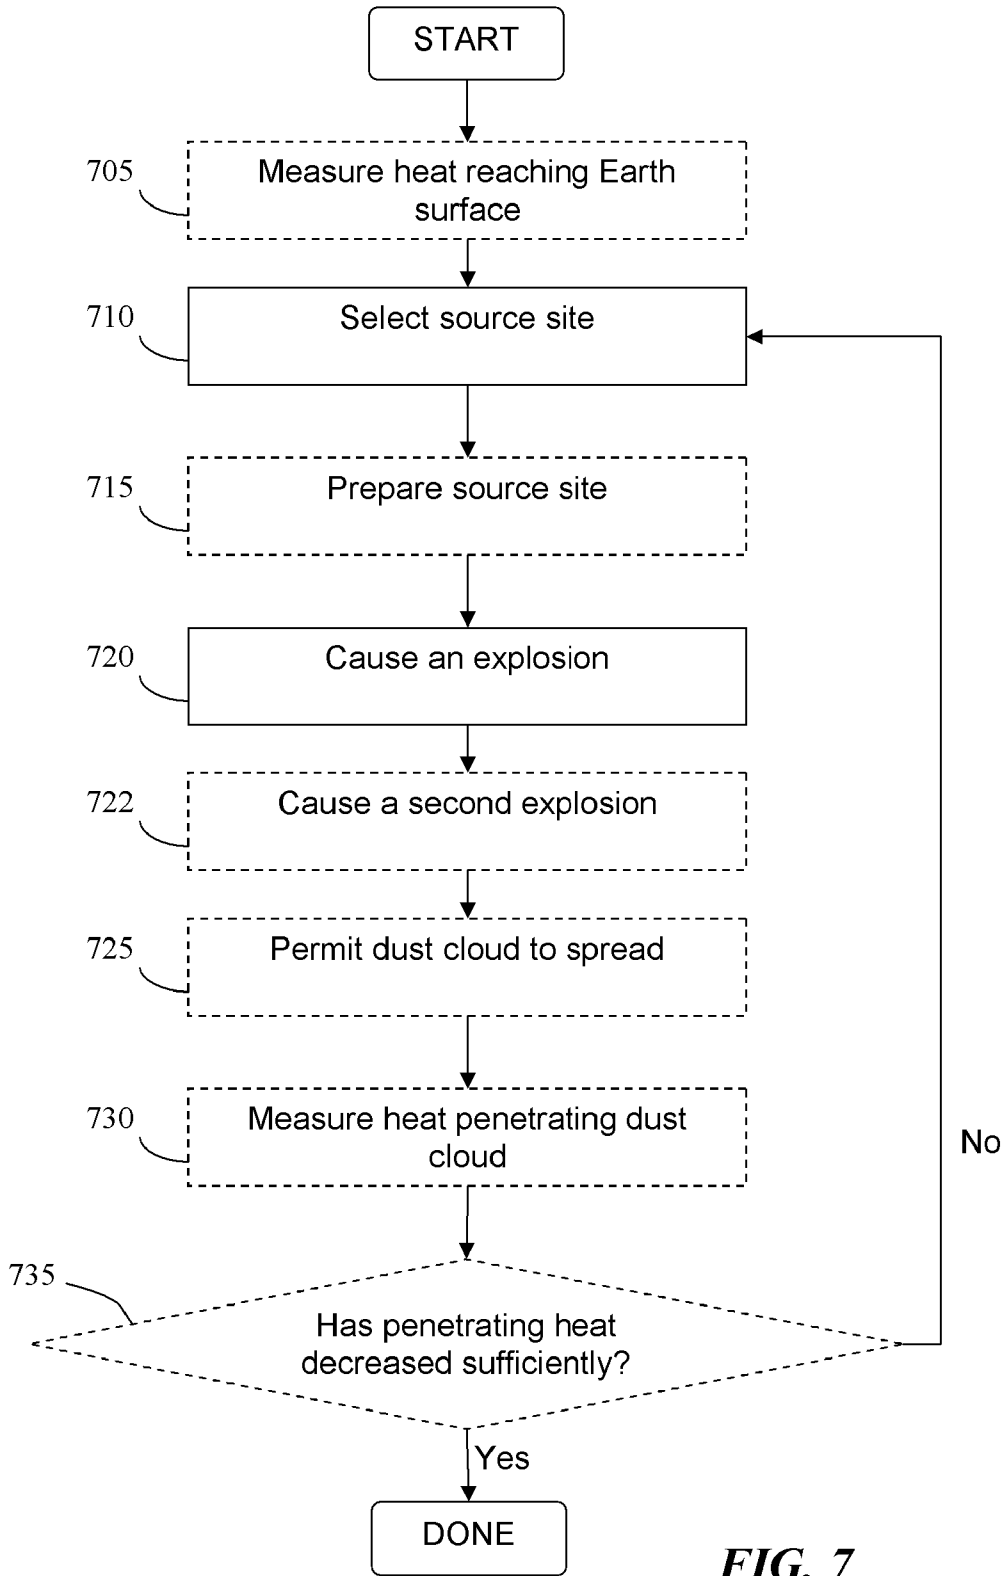 START
705
Measure heat reaching Earth
surface
710
Select source site
715
Prepare source site
720
Cause an explosion
722
Cause a second explosion
725
Permit dust cloud to spread
730
Measure heat penetrating dust
cloud
No
735
Has penetrating heat
decreased sufficiently?
Yes
DONE
FIG. 7